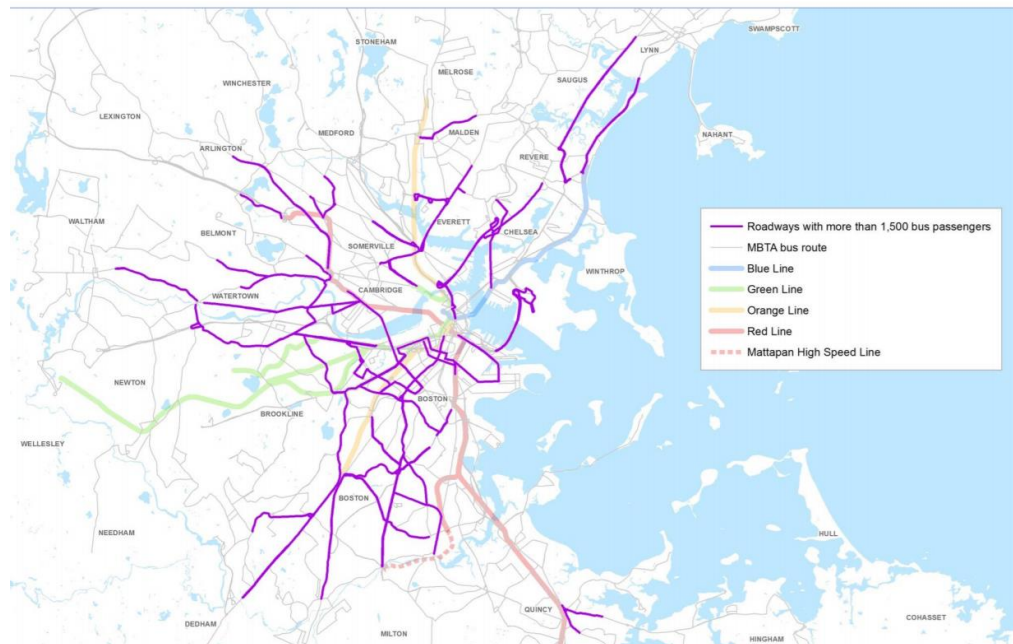 SWAMPSCOTT
STONEHAM
LYNN
MELROSE
SAUGUS
WINCHESTER
LEXINGTON
MEDFORD
MALDEN
NAHANT
ARLINGTON
REVERE
WALTHAM
BELMONT
EVERETT
CHELSEA
SOMERVILLE
WINTHROP
WATERTOWN
CAMBRIDGE
NEWTON
BOSTON
BROOKLINE
WELLESLEY
BOSTON
NEEDHAM
HULL
QUINCY
DEDHAM
COHASSET
MILTON
HINGHAM
Roadways with more than 1,500 bus passengers
MBTA bus route
Blue Line
Green Line
Orange Line
Red Line
Mattapan High Speed Line